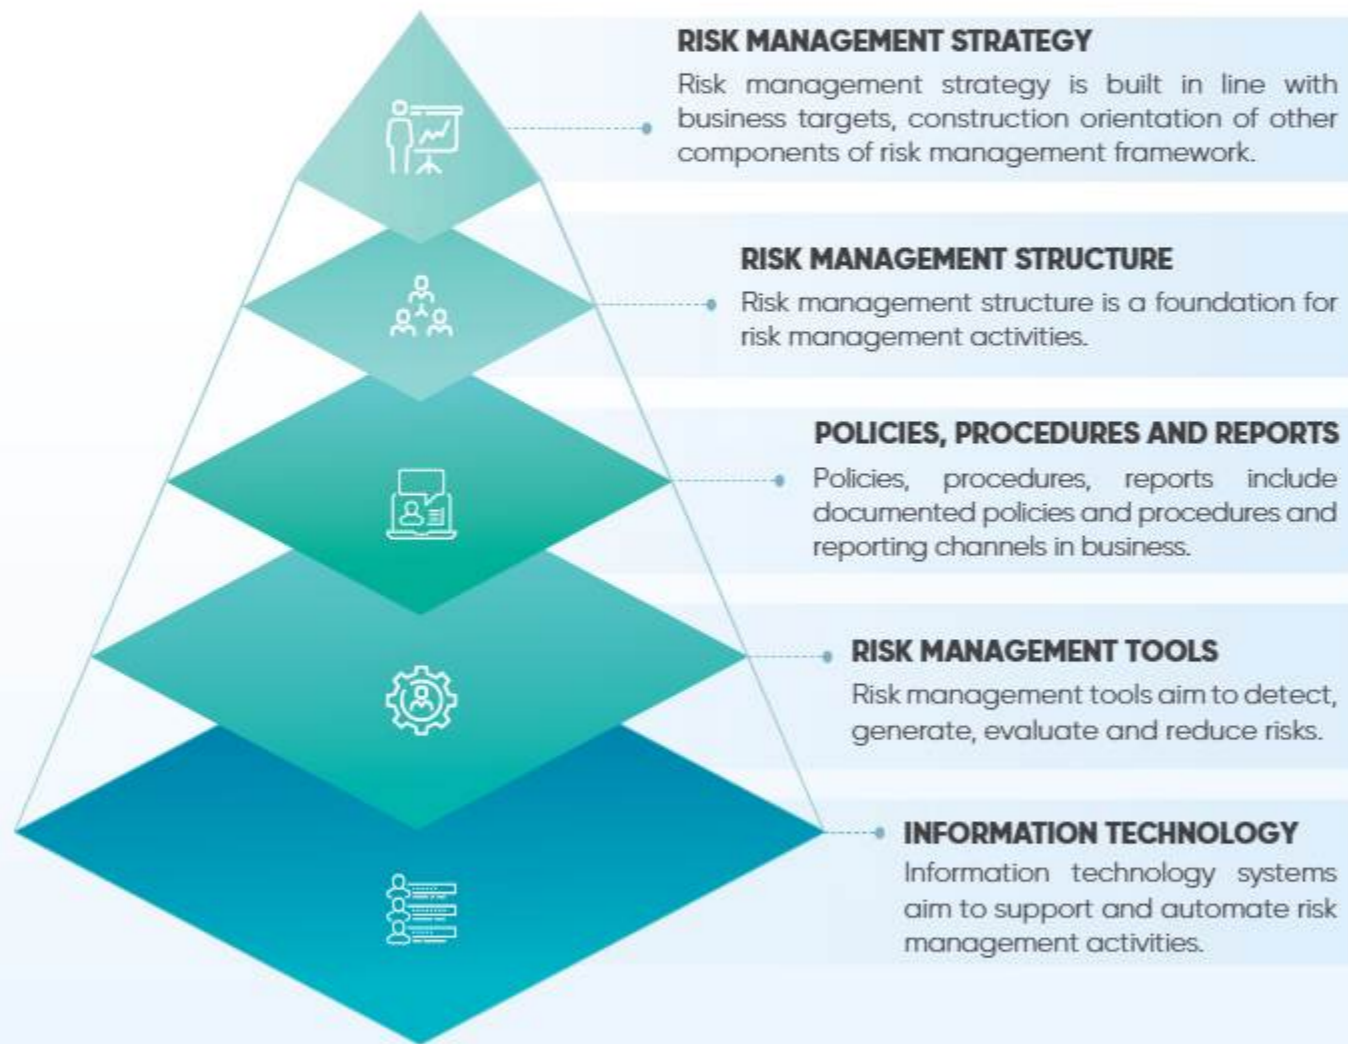 RISK MANAGEMENT STRATEGY
Risk management strategy is built in line with
business targets, construction orientation of other
components of risk management framework.
RISK MANAGEMENT STRUCTURE
Risk management structure is a foundation for
risk management activities.
POLICIES, PROCEDURES AND REPORTS
Policies, procedures, reports include
documented policies and procedures and
reporting channels in business.
RISK MANAGEMENT TOOLS
Risk management tools aim to detect,
generate, evaluate and reduce risks.
INFORMATION TECHNOLOGY
Information technology systems
aim to support and automate risk
management activities.